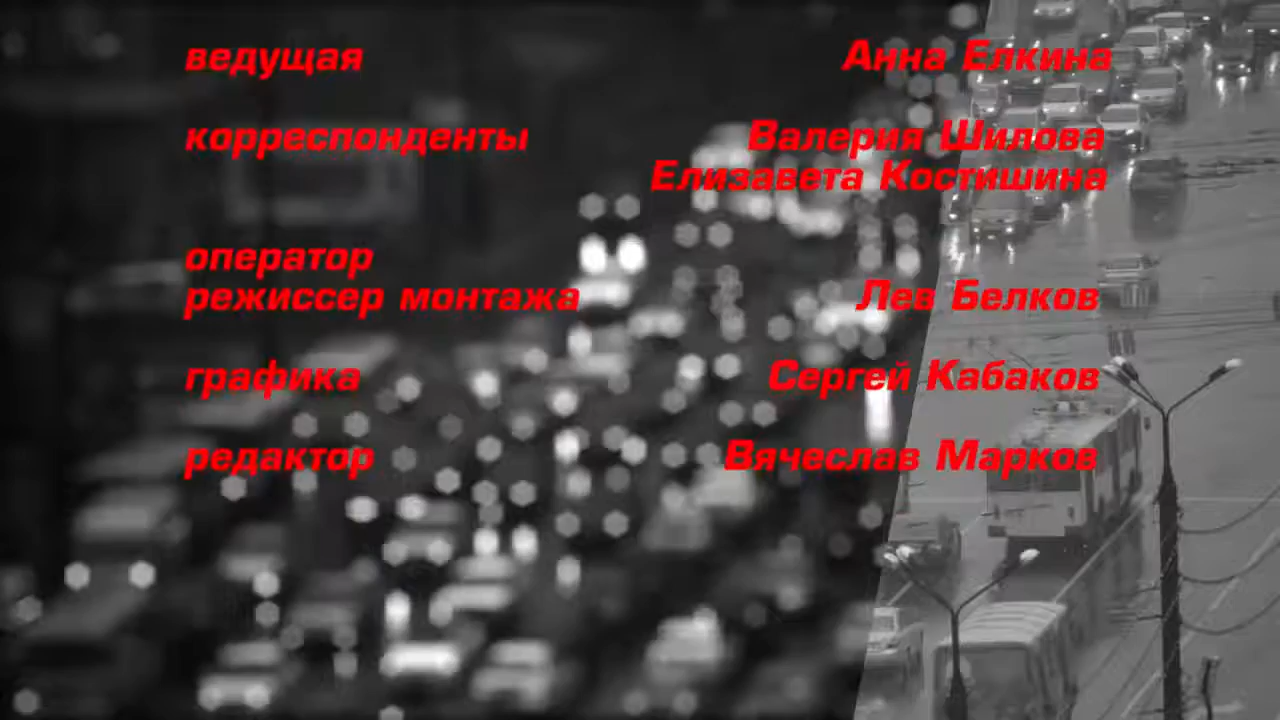 ведущая Анна Елкина
корреспонденты Валерия Шилова
Елизавета Костишина
оператор
режиссер монтажа Лев Белков
графика Сергей Кабаков
редактор Вячеслав Марков